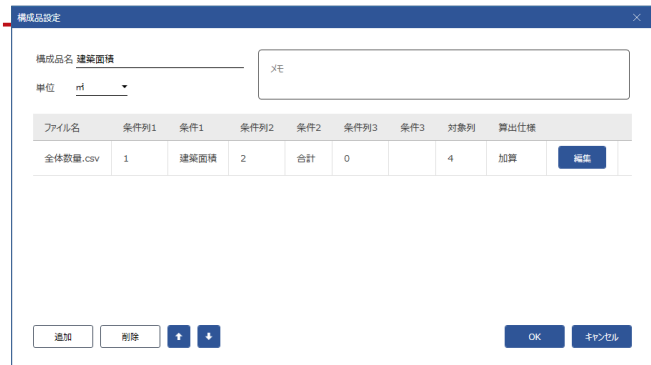 構成品設定
構成品名 建築面積
メモ
単位 ㎡
ファイル名 条件列1 条件1 条件列2 条件2 条件列3 条件3 対象列 算出仕様
全体数量.csv 1 建築面積 2 合計 0 4 加算 編集
追加 削除 OK キャンセル